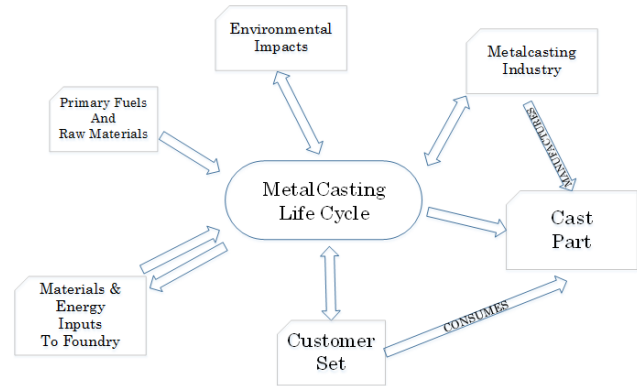 Environmental
Impacts
Metalcasting
Industry
Primary Fuels
And
Raw Materials
MANUFACTURES
MetalCasting
Life Cycle
Cast
Part
Materials &
Energy
Inputs
To Foundry
Customer
Set
CONSUMES